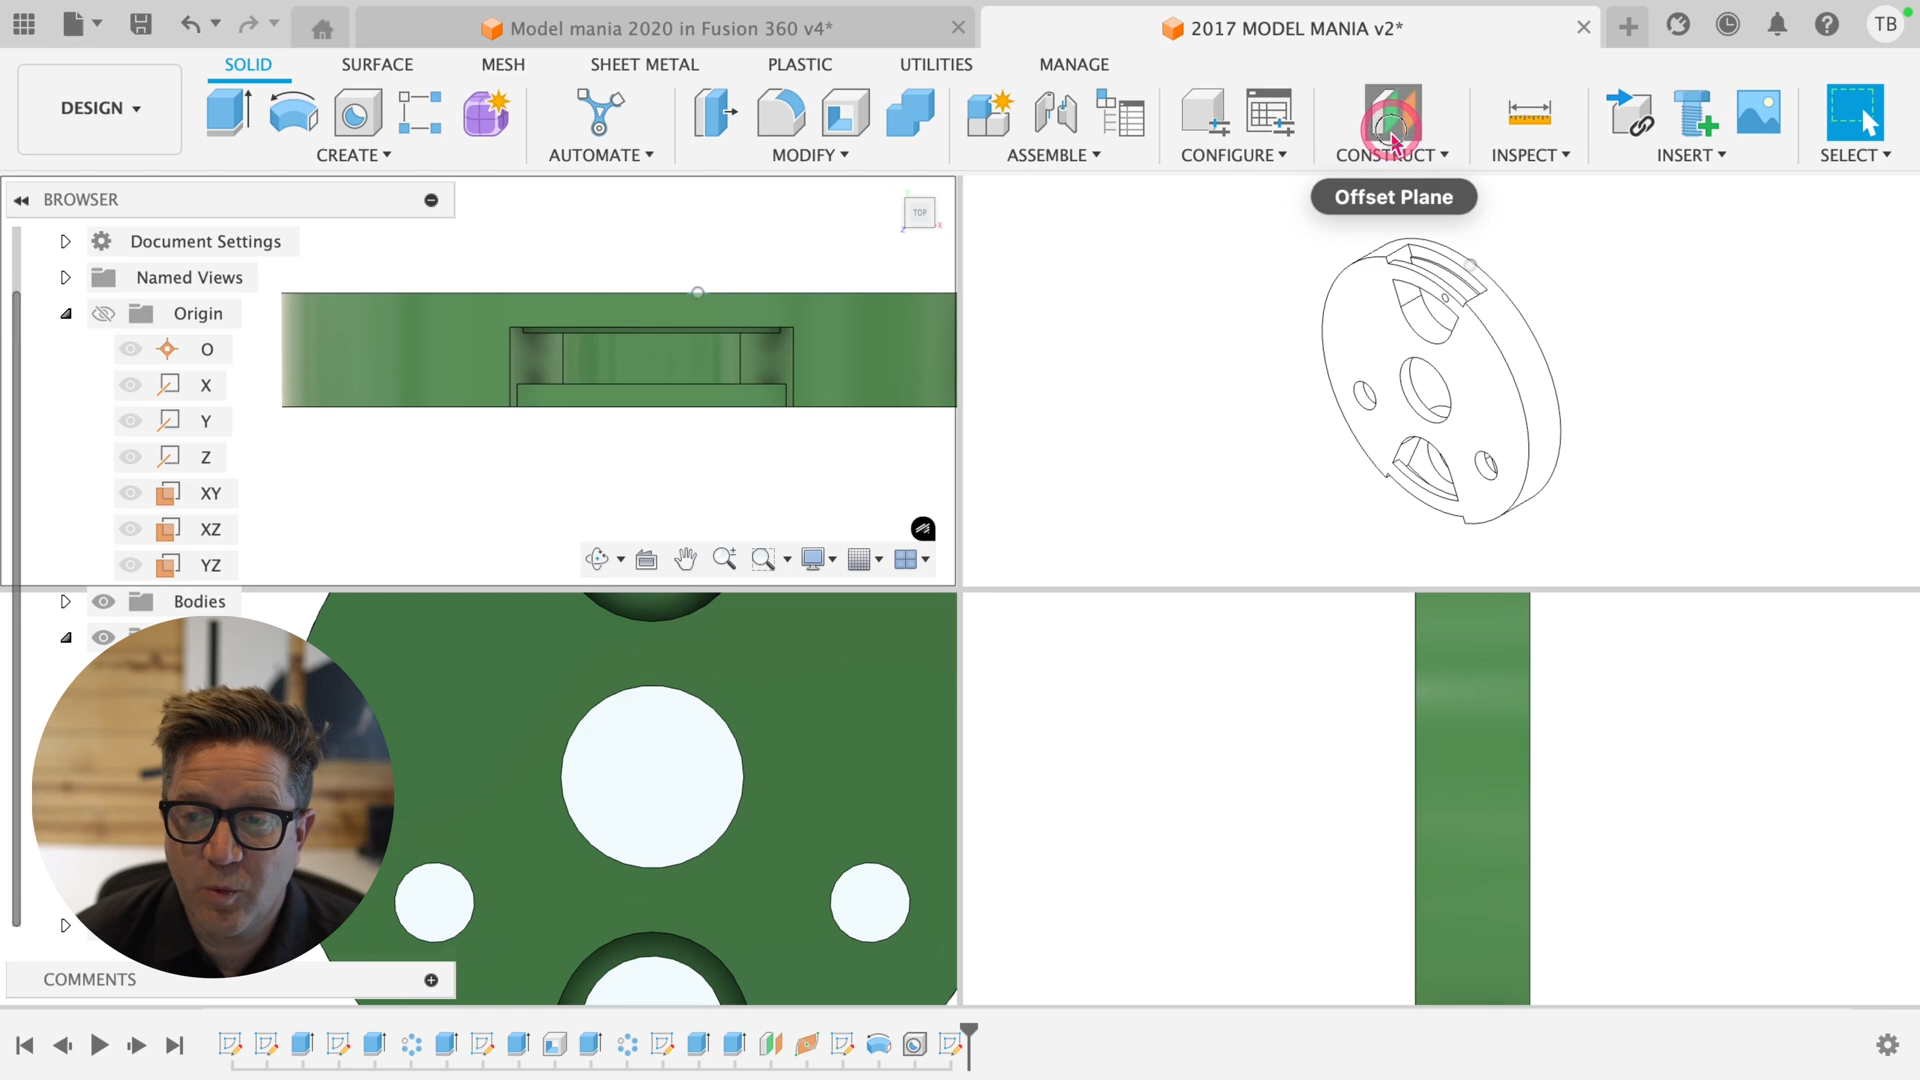 Model mania 2020 in Fusion 360 v4*
2017 MODEL MANIA v2*
TB
DESIGN
SOLID
SURFACE
MESH
SHEET METAL
PLASTIC
UTILITIES
MANAGE
CREATE
AUTOMATE
MODIFY
ASSEMBLE
CONFIGURE
CONSTRUCT
INSPECT
INSERT
SELECT
Offset Plane
BROWSER
TOP
X
Z
Document Settings
Named Views
Origin
O
X
Y
Z
XY
XZ
YZ
Bodies
COMMENTS